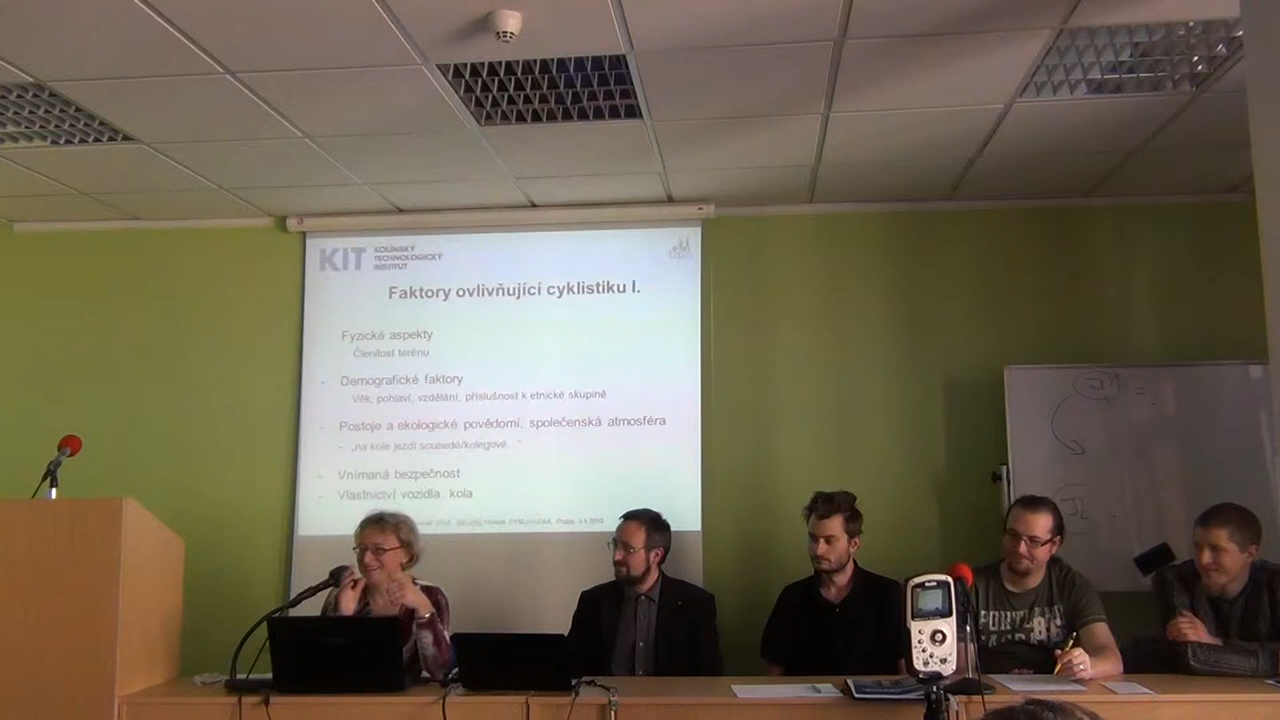 KIT KOLÍNSKÝ
TECHNOLOGICKÝ
INSTITUT
Faktory ovlivňující cyklistiku I.
Fyzické aspekty
- Členitost terénu
- Demografické faktory
Věk, pohlaví, vzdělání, příslušnost k etnické skupině
- Postoje a ekologické povědomí, společenská atmosféra
– „na kole jezdí sousedé/kolegové..."
– Vnímaná bezpečnost
– Vlastnictví vozidla, kola
PORTLAND